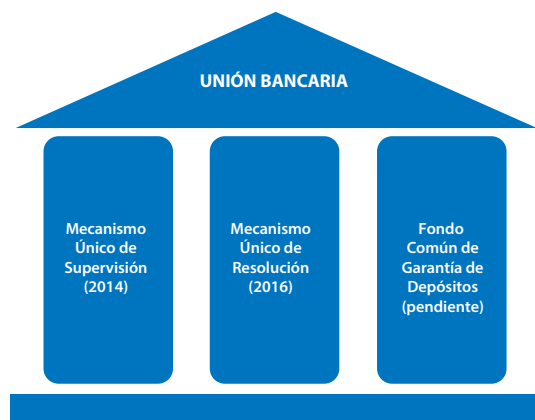 UNIÓN BANCARIA
Mecanismo
Único de
Supervisión
(2014)
Mecanismo
Único de
Resolución
(2016)
Fondo
Común de
Garantía de
Depósitos
(pendiente)